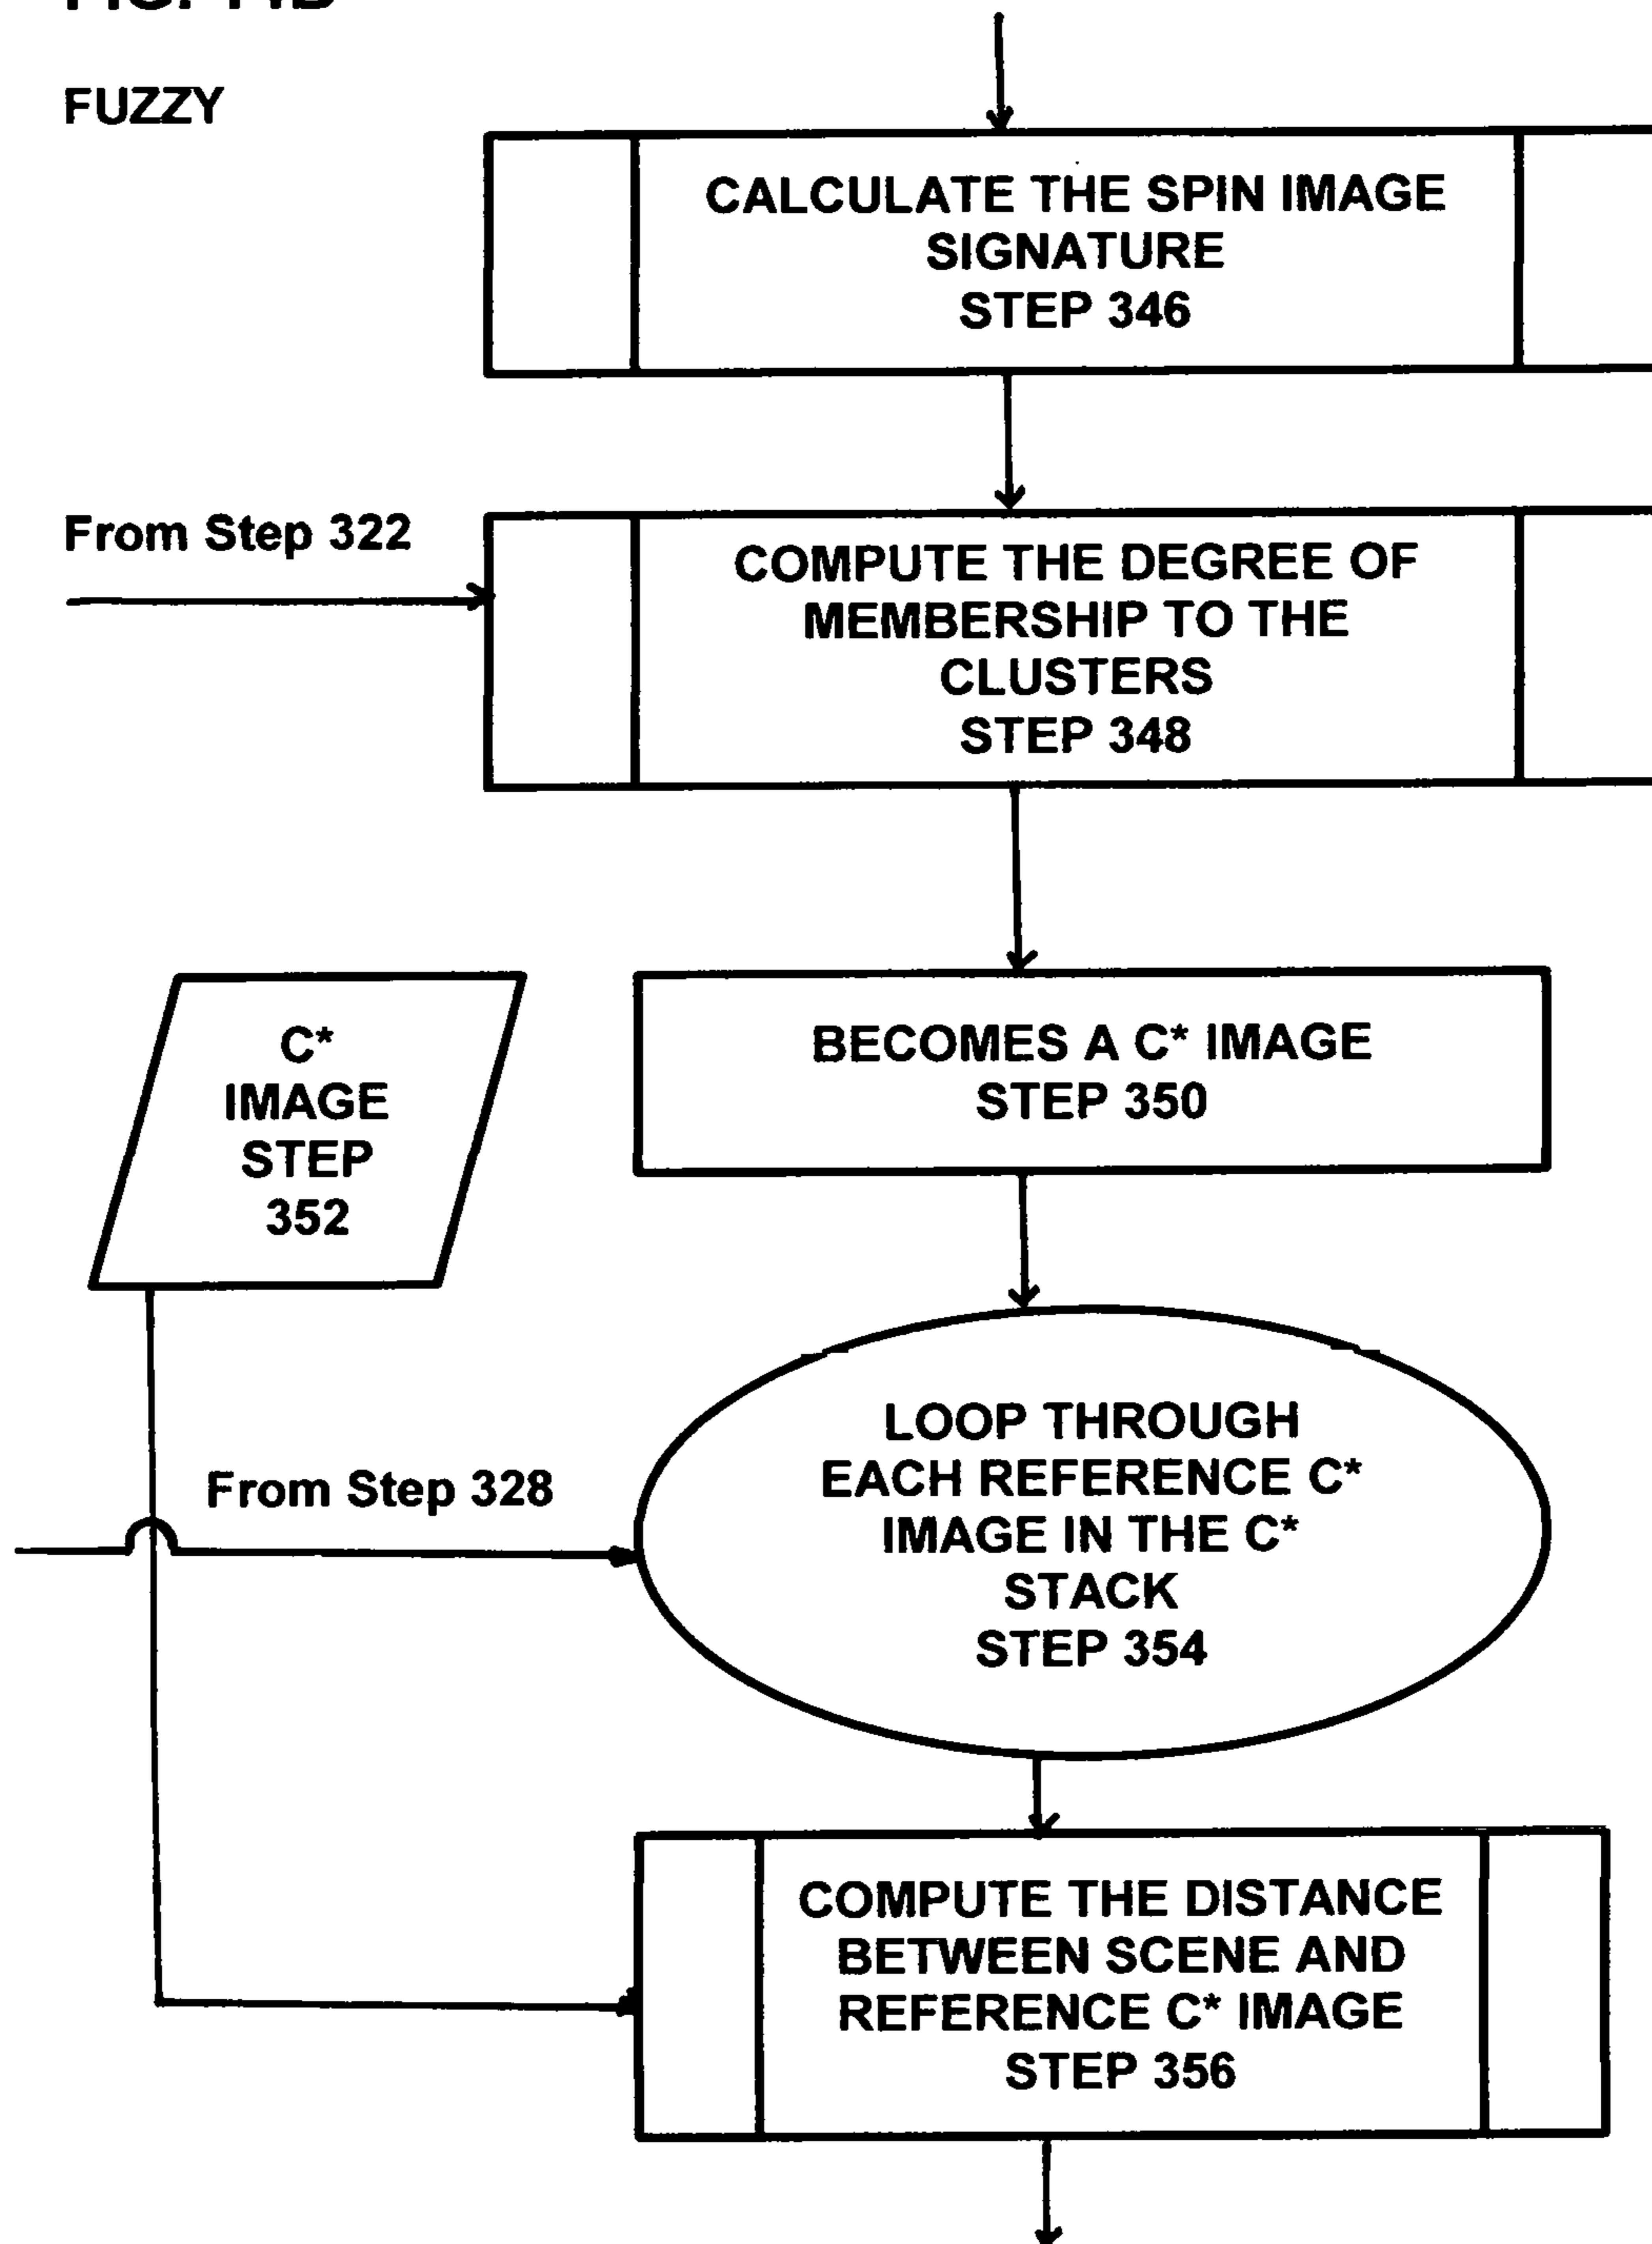 FUZZY
CALCULATE THE SPIN IMAGE
SIGNATURE
STEP 346
From Step 322
COMPUTE THE DEGREE OF
MEMBERSHIP TO THE
CLUSTERS
STEP 348
C*
IMAGE
STEP
352
BECOMES A C* IMAGE
STEP 350
From Step 328
LOOP THROUGH
EACH REFERENCE C*
IMAGE IN THE C*
STACK
STEP 354
COMPUTE THE DISTANCE
BETWEEN SCENE AND
REFERENCE C* IMAGE
STEP 356